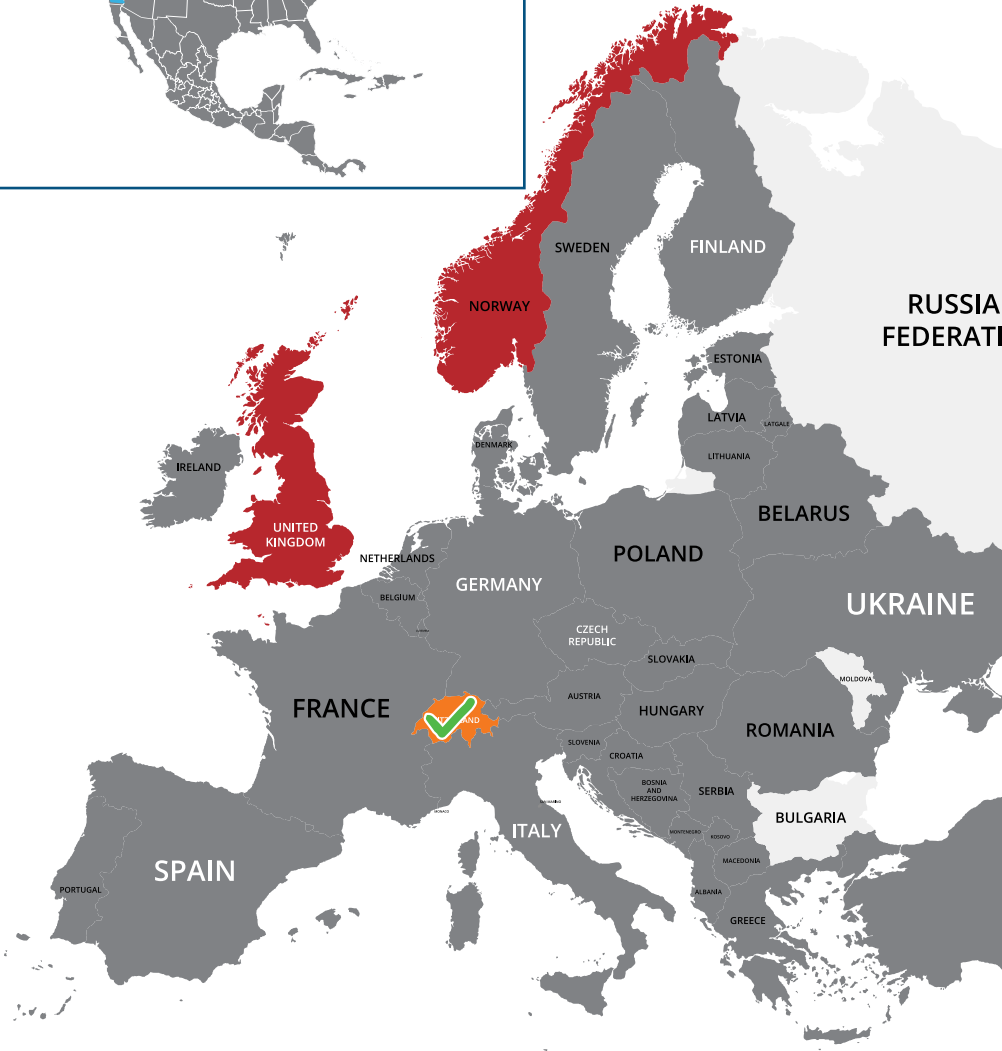 SWEDEN
FINLAND
NORWAY
RUSSIA
FEDERATI
ESTONIA
LATVIA
LATGALE
DENMARK
LITHUANIA
IRELAND
BELARUS
UNITED
KINGDOM
POLAND
NETHERLANDS
GERMANY
BELGIUM
UKRAINE
CZECH
REPUBLIC
SLOVAKIA
MOLDOVA
AUSTRIA
FRANCE
HUNGARY
ROMANIA
SLOVENIA
CROATIA
BOSNIA
AND
HERZEGOVINA
SERBIA
MONACO
BULGARIA
ITALY
MONTENEGRO
KOSOVO
MACEDONIA
SPAIN
PORTUGAL
ALBANIA
GREECE